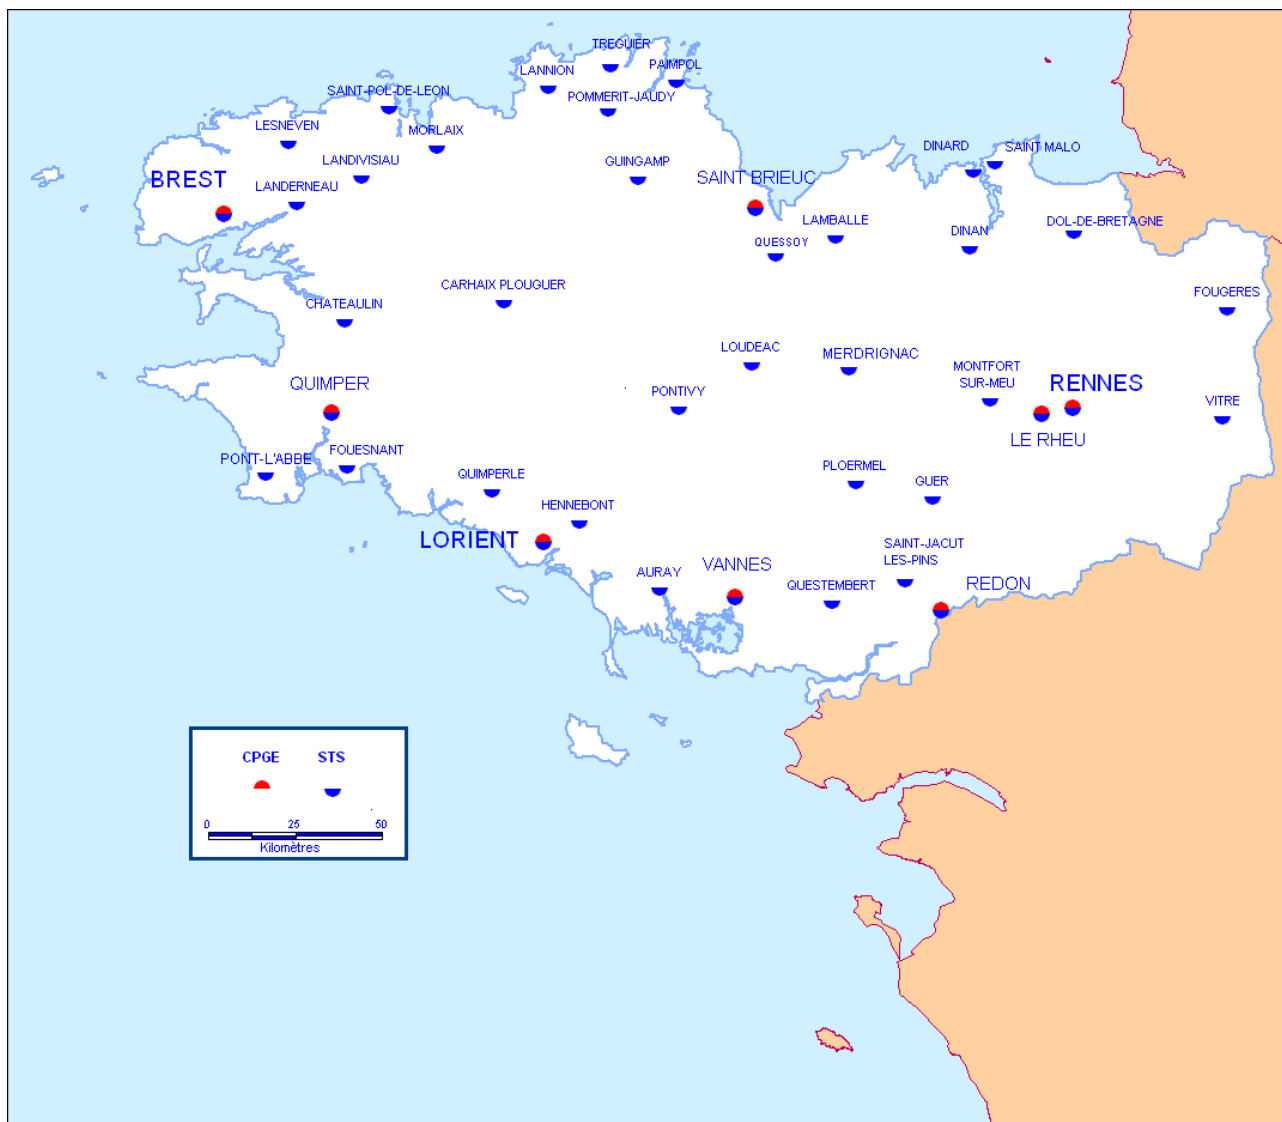 TREGUIER
LANNION
PAIMPOL
SAINT-POL-DE-LEON
POMMERIT-JAUDY
LESNEVEN
MORLAIX
DINARD
SAINT MALO
LANDIVISIAU
GUINGAMP
BREST
SAINT BRIEUC
LANDERNEAU
LAMBALLE
DINAN
DOL-DE-BRETAGNE
QUESSOY
CARHAIX PLOUGUER
FOUGERES
CHATEAULIN
LOUDEAC
MERDRIGNAC
MONTFORT
SUR-MEU
RENNES
QUIMPER
PONTIVY
VITRE
LE RHEU
PONT-L'ABBE
FOUESNANT
QUIMPERLE
PLOERMEL
GUER
HENNEBONT
LORIENT
SAINT-JACUT
LES-PINS
AURAY
VANNES
QUESTEMBERT
REDON
CPGE STS
0 25 50
Kilomètres